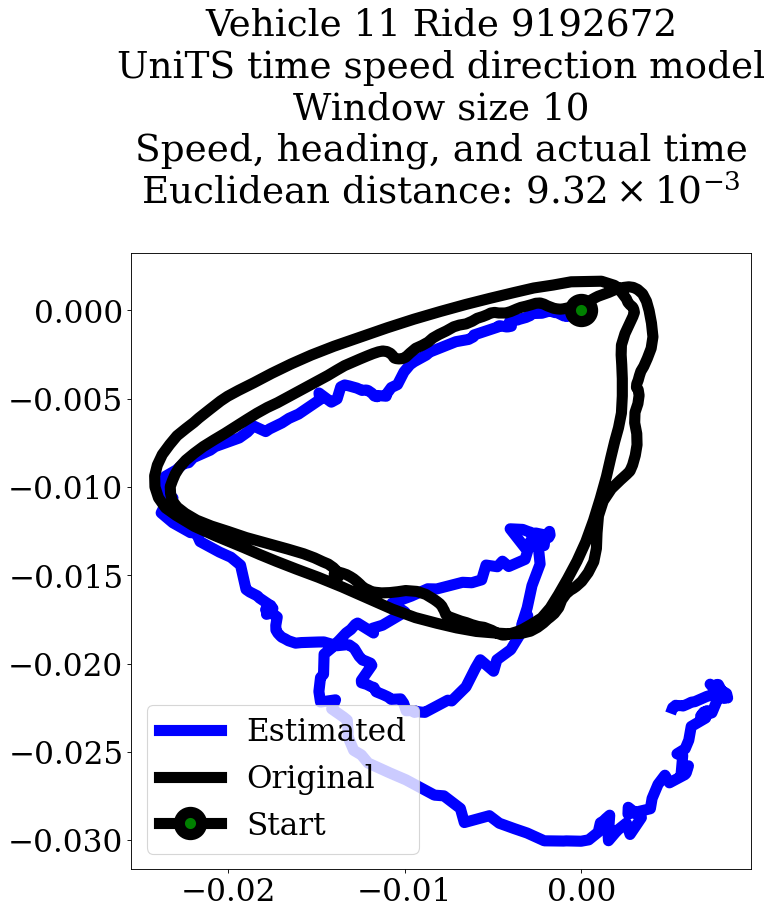 Vehicle 11 Ride 9192672
UniTS time speed direction model
Window size 10
Speed, heading, and actual time
Euclidean distance: 9.32 × 10⁻³
0.000
−0.005
−0.010
−0.015
−0.020
−0.025
−0.030
Estimated
Original
Start
−0.02
−0.01
0.00